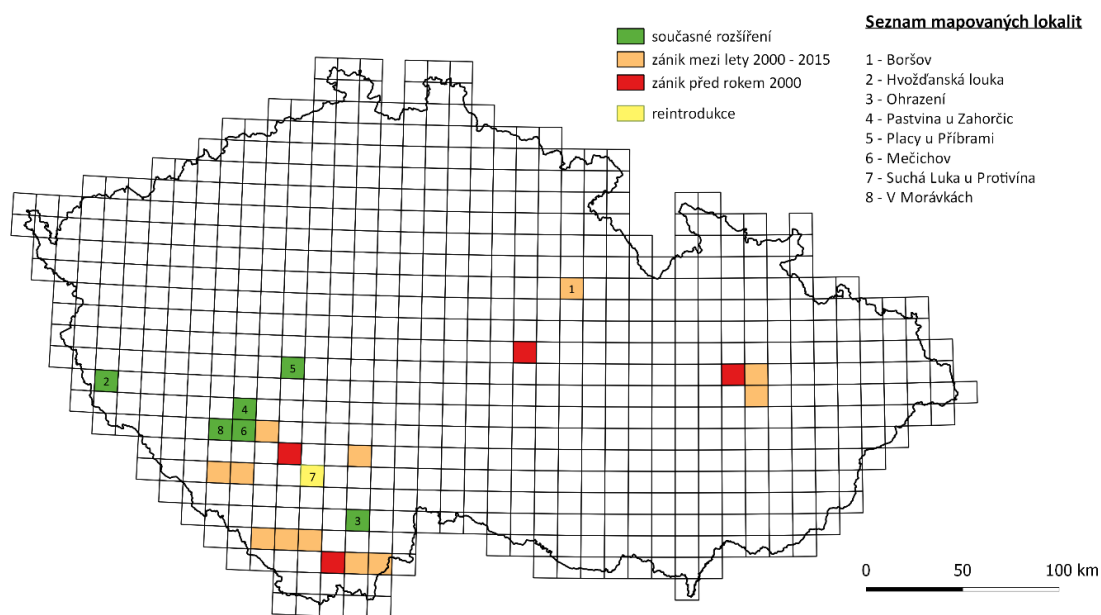 Seznam mapovaných lokalit
současné rozšíření
zánik mezi lety 2000 - 2015
zánik před rokem 2000
reintrodukce
1 - Boršov
2 - Hvožďanská louka
3 - Ohrazení
4 - Pastvina u Zahorčic
5 - Placy u Příbrami
6 - Mečichov
7 - Suchá Luka u Protivína
8 - V Morávkách
1
2
5
4
8
6
7
3
0
50
100 km